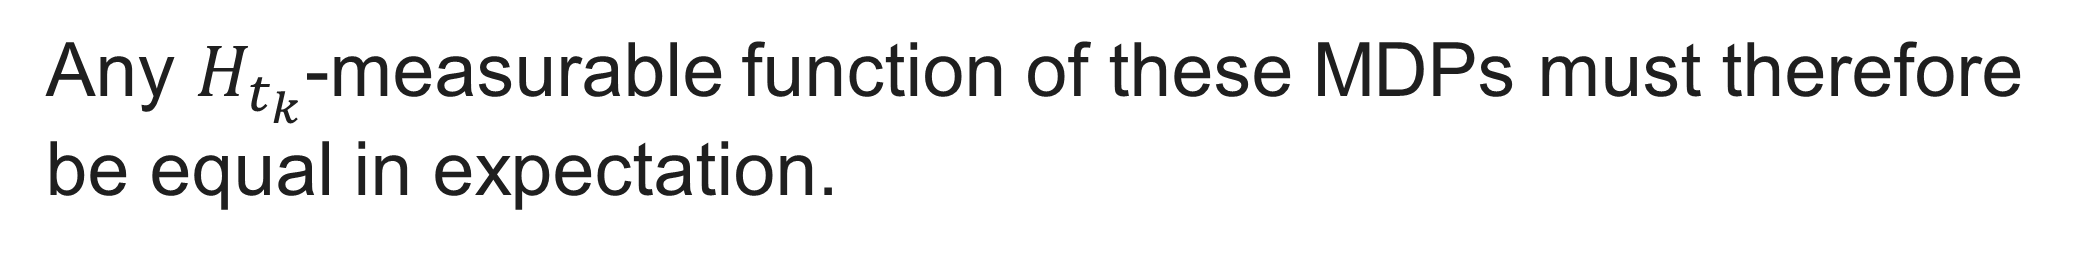 Any $H_{t_k}$-measurable function of these MDPs must therefore
be equal in expectation.